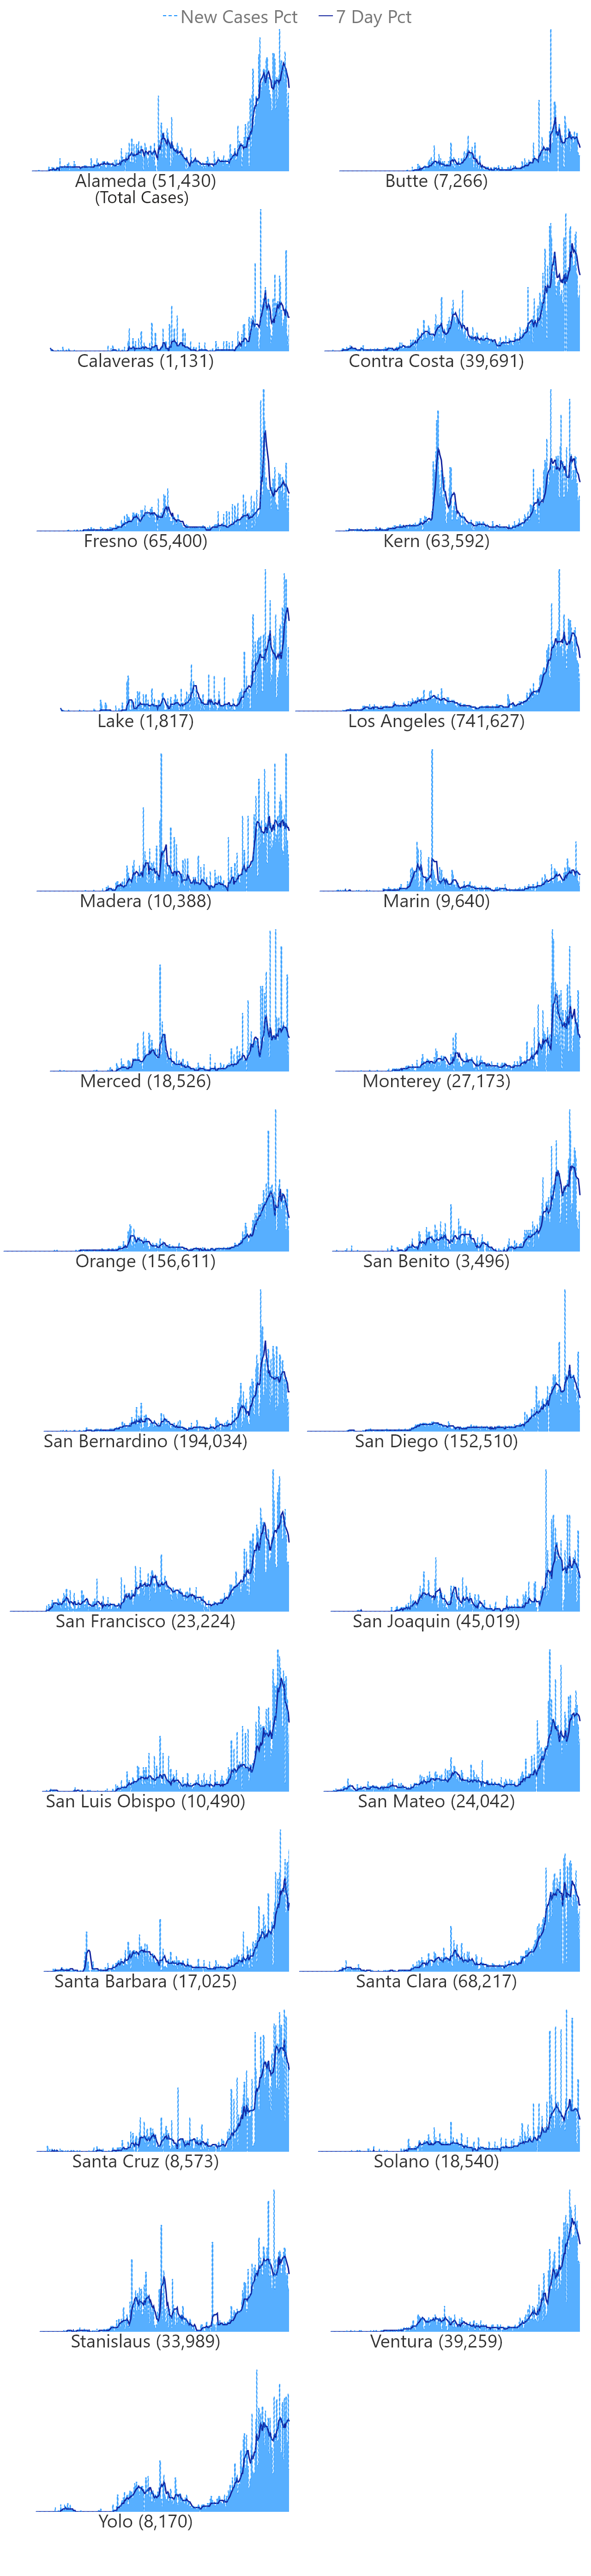 New Cases Pct 7 Day Pct
Alameda (51,430)
(Total Cases)
Butte (7,266)
Calaveras (1,131)
Contra Costa (39,691)
Fresno (65,400)
Kern (63,592)
Lake (1,817)
Los Angeles (741,627)
Madera (10,388)
Marin (9,640)
Merced (18,526)
Monterey (27,173)
Orange (156,611)
San Benito (3,496)
San Bernardino (194,034)
San Diego (152,510)
San Francisco (23,224)
San Joaquin (45,019)
San Luis Obispo (10,490)
San Mateo (24,042)
Santa Barbara (17,025)
Santa Clara (68,217)
Santa Cruz (8,573)
Solano (18,540)
Stanislaus (33,989)
Ventura (39,259)
Yolo (8,170)